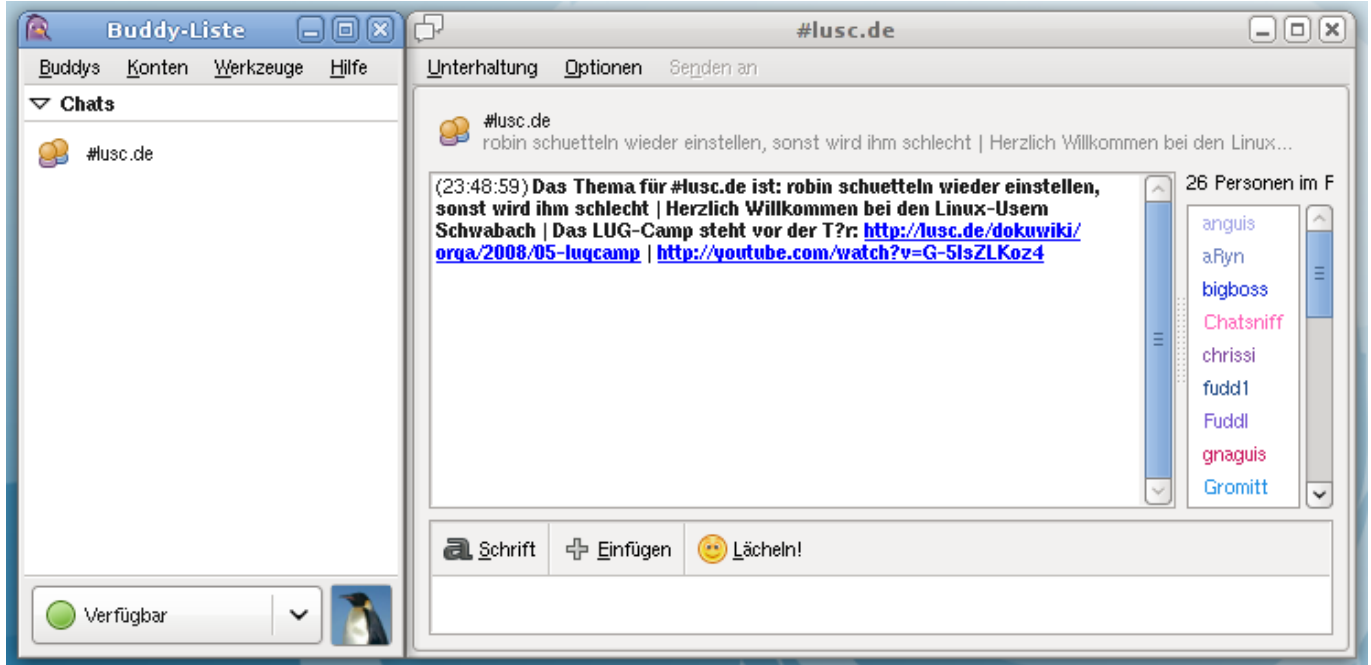 Buddy-Liste
Buddys Konten Werkzeuge Hilfe
Chats
#lusc.de
Verfügbar
#lusc.de
Unterhaltung Optionen Senden an
#lusc.de
robin schuetteln wieder einstellen, sonst wird ihm schlecht | Herzlich Willkommen bei den Linux...
(23:48:59) Das Thema für #lusc.de ist: robin schuetteln wieder einstellen,
sonst wird ihm schlecht | Herzlich Willkommen bei den Linux-Usern
Schwabach | Das LUG-Camp steht vor der T?r: http://lusc.de/dokuwiki/
orga/2008/05-lugcamp | http://youtube.com/watch?v=G-5IsZLKoz4
26 Personen im F
anguis
aRyn
bigboss
Chatsniff
chrissi
fudd1
Fuddl
gnaguis
Gromitt
Schrift Einfügen Lächeln!